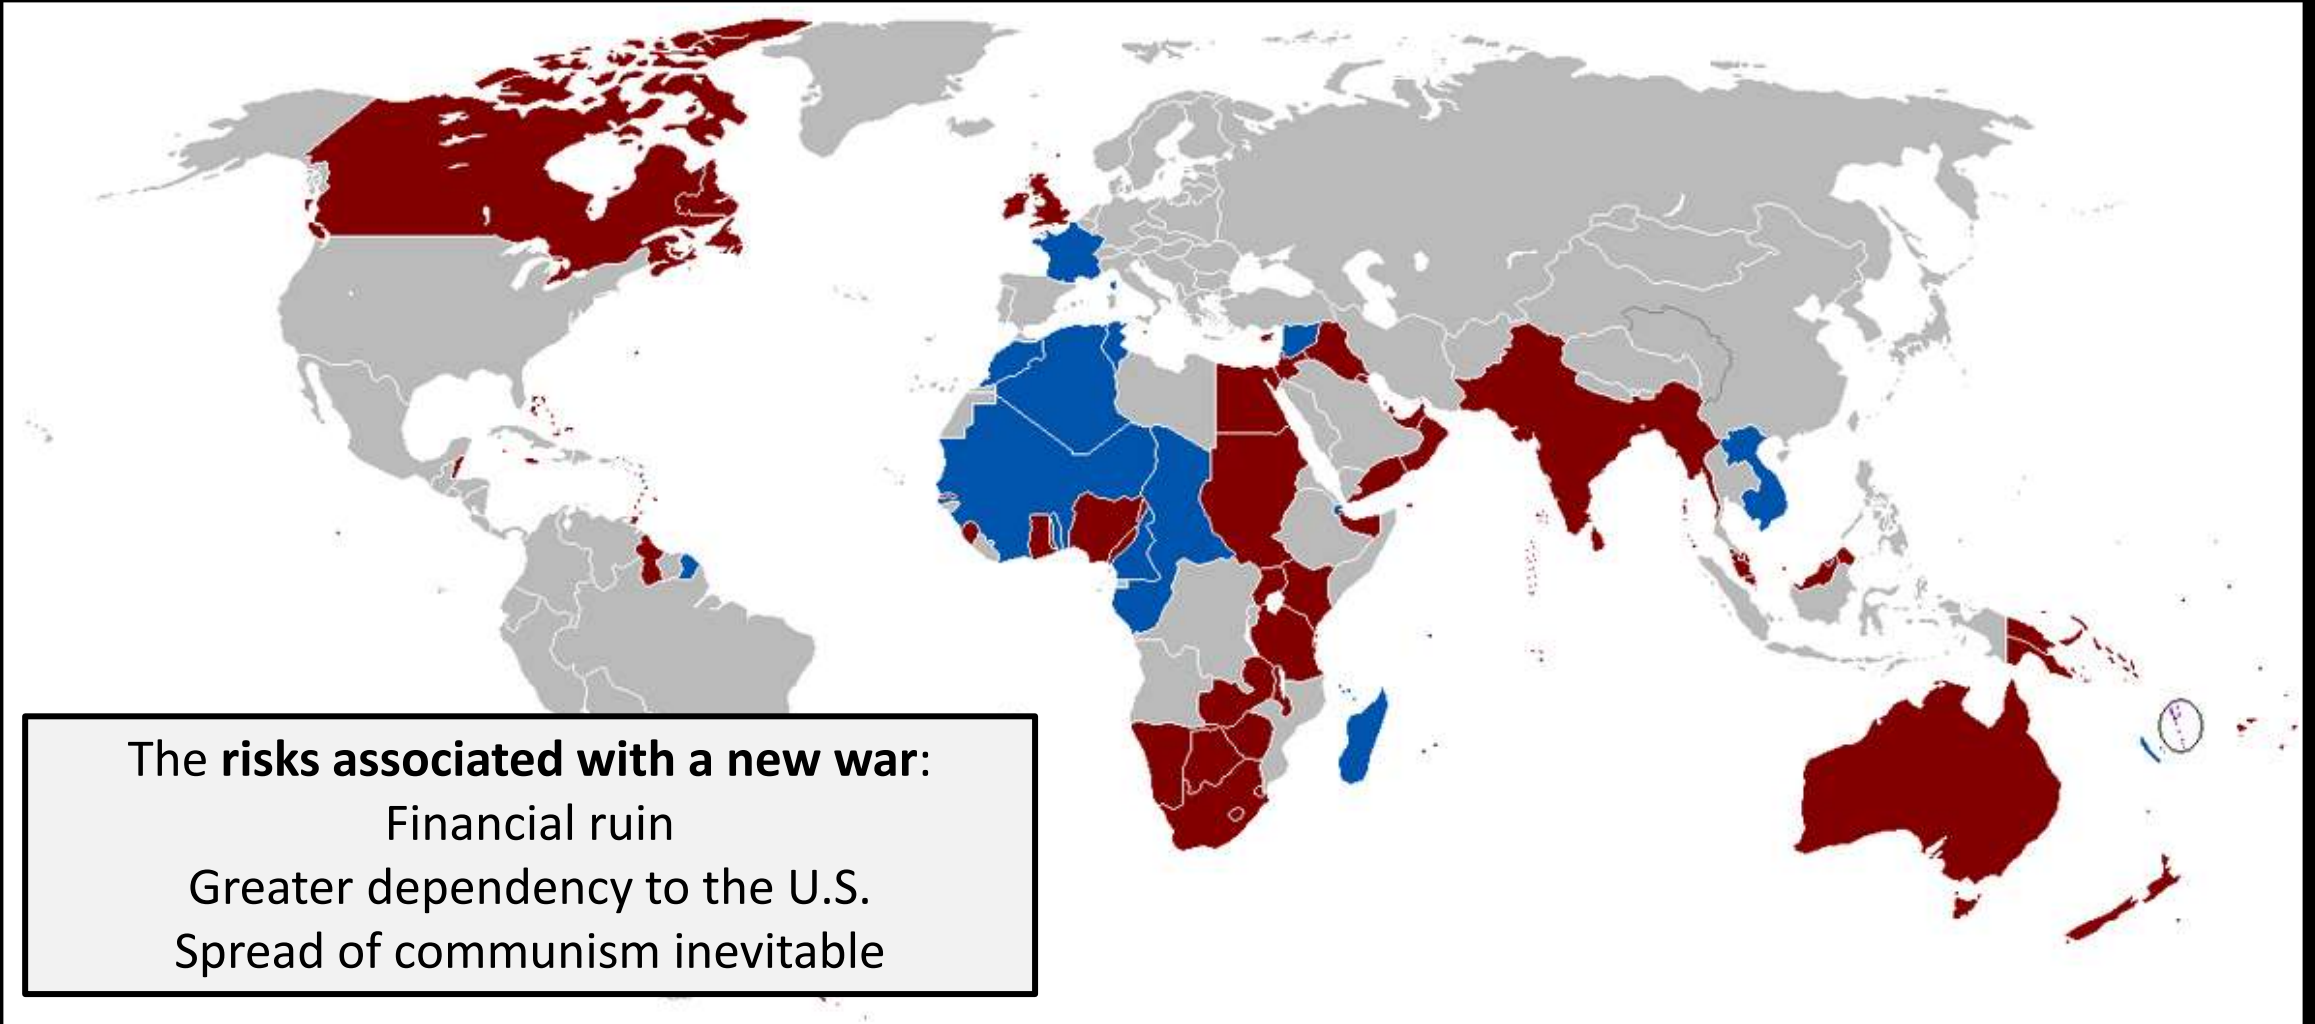 The risks associated with a new war:
Financial ruin
Greater dependency to the U.S.
Spread of communism inevitable